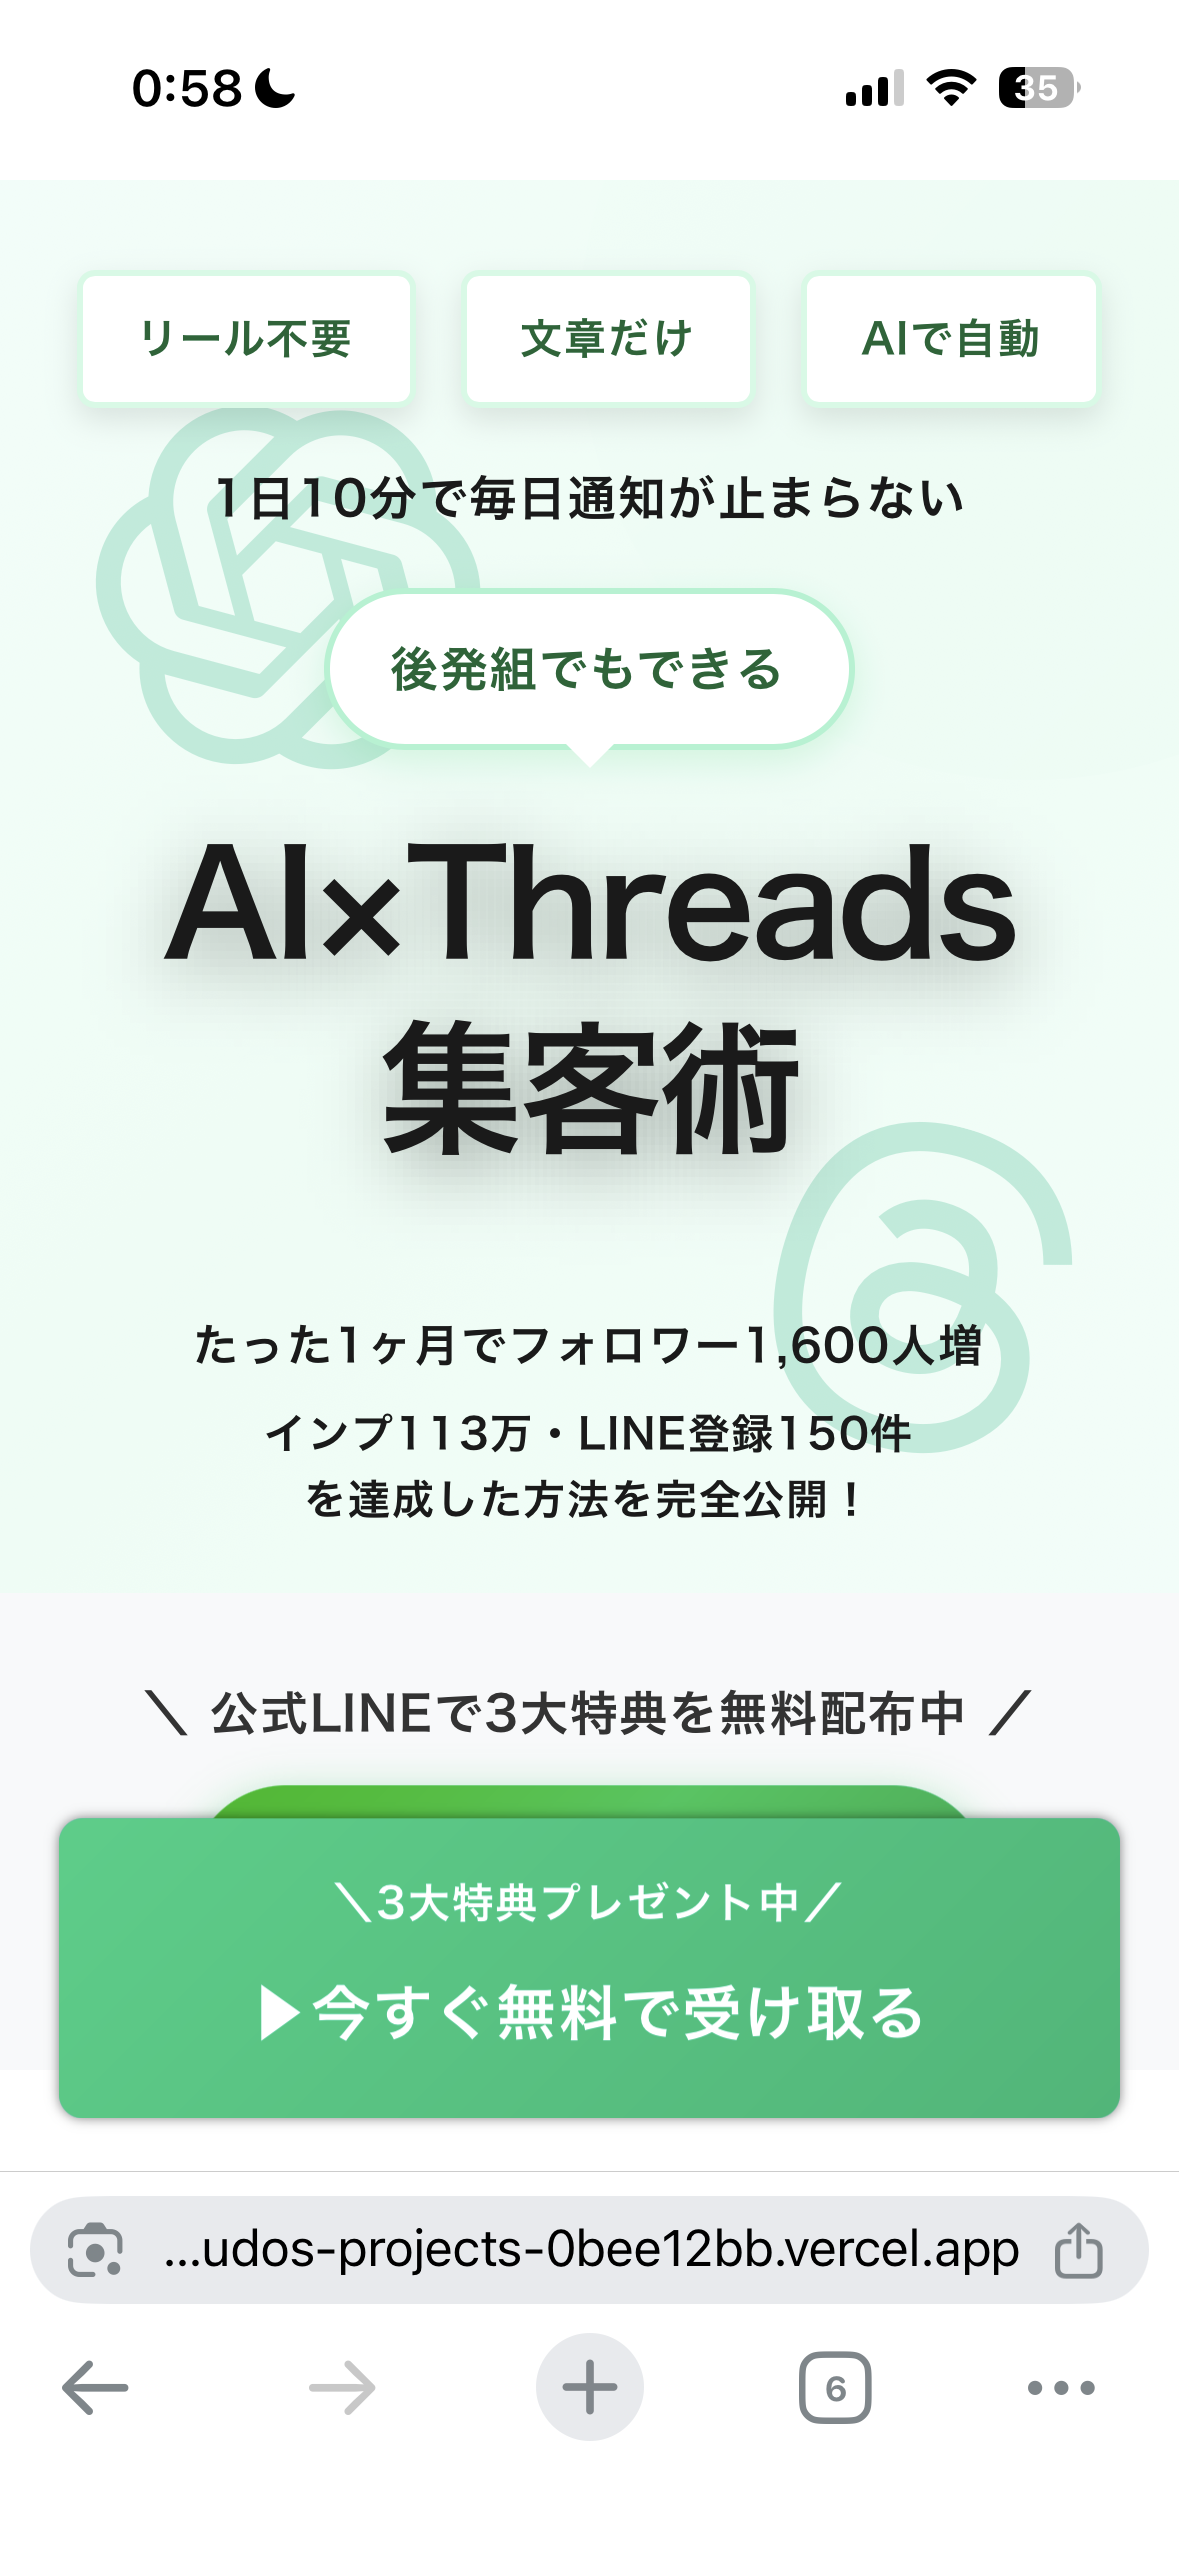 0:58
35
リール不要
文章だけ
AIで自動
1日10分で毎日通知が止まらない
後発組でもできる
AI×Threads
集客術
たった1ヶ月でフォロワー1,600人増
インプ113万・LINE登録150件
を達成した方法を完全公開！
＼ 公式LINEで3大特典を無料配布中 ／
＼3大特典プレゼント中／
▶今すぐ無料で受け取る
...udos-projects-0bee12bb.vercel.app
6